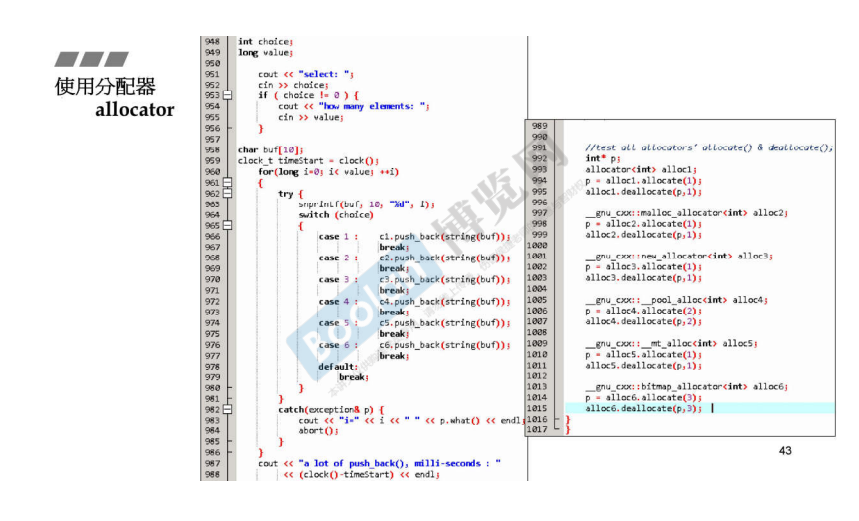 使用分配器
allocator
948 int choice;
949 long value;
950
951 cout << "select: ";
952 cin >> choice;
953 if ( choice != 0 ) {
954 cout << "how many elements: ";
955 cin >> value;
956 }
957
958 char buf[10];
959 clock_t timeStart = clock();
960 for(long i=0; i< value; ++i)
961 {
962 try {
963 snprintf(buf, 10, "%d", i);
964 switch (choice)
965 {
966 case 1 : c1.push_back(string(buf));
967 break;
968 case 2 : c2.push_back(string(buf));
969 break;
970 case 3 : c3.push_back(string(buf));
971 break;
972 case 4 : c4.push_back(string(buf));
973 break;
974 case 5 : c5.push_back(string(buf));
975 break;
976 case 6 : c6.push_back(string(buf));
977 break;
978 default:
979 break;
980 }
981 }
982 catch(exception& p) {
983 cout << "i=" << i << " " << p.what() << endl;
984 abort();
985 }
986 }
987 cout << "a lot of push_back(), milli-seconds : "
988 << (clock()-timeStart) << endl;
989
990
991 //test all allocators' allocate() & deallocate();
992 int* p;
993 allocator<int> alloc1;
994 p = alloc1.allocate(1);
995 alloc1.deallocate(p,1);
996
997 __gnu_cxx::malloc_allocator<int> alloc2;
998 p = alloc2.allocate(1);
999 alloc2.deallocate(p,1);
1000
1001 __gnu_cxx::new_allocator<int> alloc3;
1002 p = alloc3.allocate(1);
1003 alloc3.deallocate(p,1);
1004
1005 __gnu_cxx::__pool_alloc<int> alloc4;
1006 p = alloc4.allocate(2);
1007 alloc4.deallocate(p,2);
1008
1009 __gnu_cxx::__mt_alloc<int> alloc5;
1010 p = alloc5.allocate(1);
1011 alloc5.deallocate(p,1);
1012
1013 __gnu_cxx::bitmap_allocator<int> alloc6;
1014 p = alloc6.allocate(3);
1015 alloc6.deallocate(p,3);
1016 }
1017 }
Boolan 博览网
43